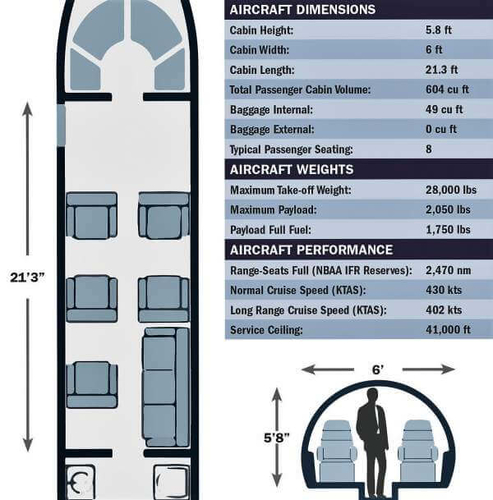 AIRCRAFT DIMENSIONS
Cabin Height: 5.8 ft
Cabin Width: 6 ft
Cabin Length: 21.3 ft
Total Passenger Cabin Volume: 604 cu ft
Baggage Internal: 49 cu ft
Baggage External: 0 cu ft
Typical Passenger Seating: 8
AIRCRAFT WEIGHTS
Maximum Take-off Weight: 28,000 lbs
Maximum Payload: 2,050 lbs
Payload Full Fuel: 1,750 lbs
AIRCRAFT PERFORMANCE
Range-Seats Full (NBAA IFR Reserves): 2,470 nm
Normal Cruise Speed (KTAS): 430 kts
Long Range Cruise Speed (KTAS): 402 kts
Service Ceiling: 41,000 ft
21'3"
6'
5'8"